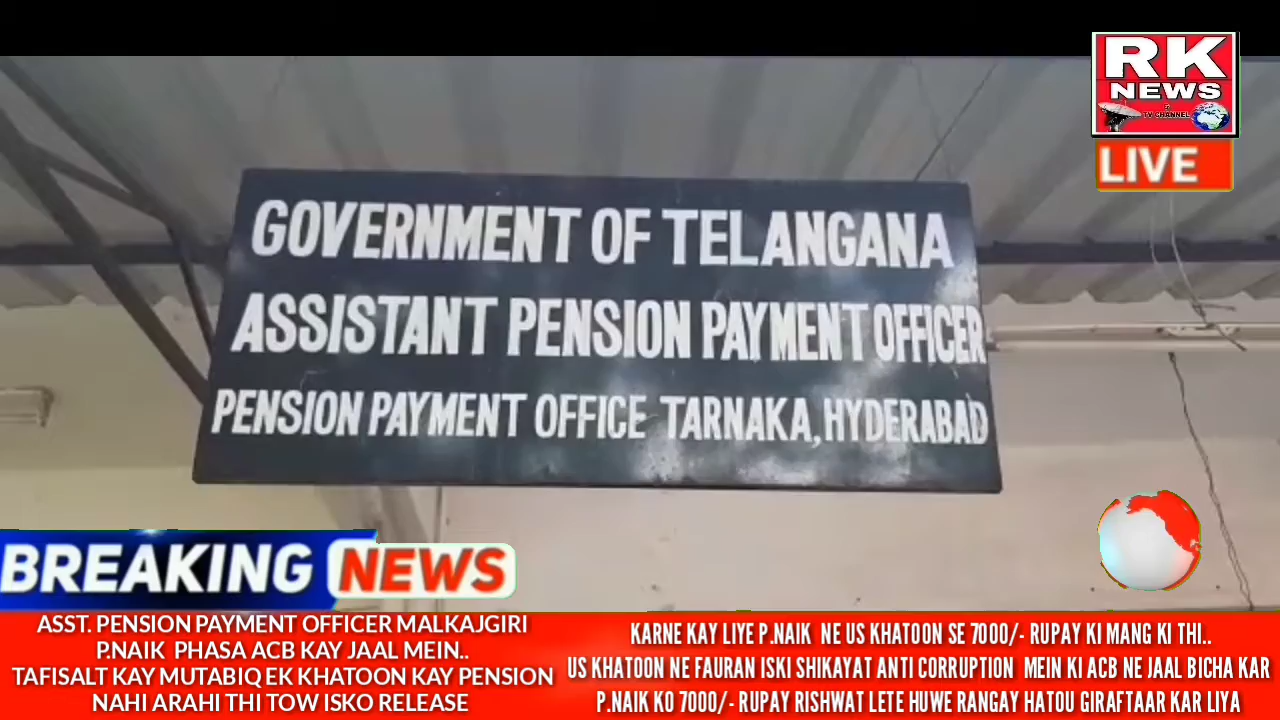 RK
NEWS
TV CHANNEL
LIVE
GOVERNMENT OF TELANGANA
ASSISTANT PENSION PAYMENT OFFICER
PENSION PAYMENT OFFICE TARNAKA, HYDERABAD
BREAKING NEWS
ASST. PENSION PAYMENT OFFICER MALKAJGIRI
P.NAIK PHASA ACB KAY JAAL MEIN..
TAFISALT KAY MUTABIQ EK KHATOON KAY PENSION
NAHI ARAHI THI TOW ISKO RELEASE
KARNE KAY LIYE P.NAIK NE US KHATOON SE 7000/- RUPAY KI MANG KI THI..
US KHATOON NE FAURAN ISKI SHIKAYAT ANTI CORRUPTION MEIN KI ACB NE JAAL BICHA KAR
P.NAIK KO 7000/- RUPAY RISHWAT LETE HUWE RANGAY HATOU GIRAFTAAR KAR LIYA